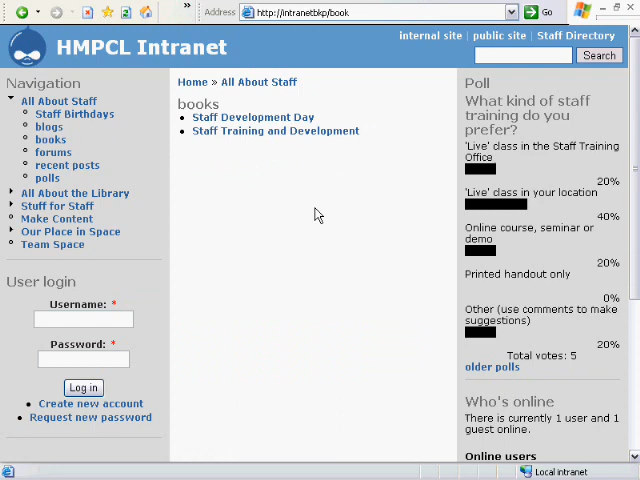 »
Address http://intranetbkp/book Go
HMPCL Intranet
internal site | public site | Staff Directory
Search
Navigation
All About Staff
Staff Birthdays
blogs
books
forums
recent posts
polls
All About the Library
Stuff for Staff
Make Content
Our Place in Space
Team Space
User login
Username: *
Password: *
Log in
Create new account
Request new password
Home » All About Staff
books
Staff Development Day
Staff Training and Development
Poll
What kind of staff
training do you
prefer?
'Live' class in the Staff Training
Office
20%
'Live' class in your location
40%
Online course, seminar or
demo
20%
Printed handout only
0%
Other (use comments to make
suggestions)
20%
Total votes: 5
older polls
Who's online
There is currently 1 user and 1
guest online.
Online users
Local intranet